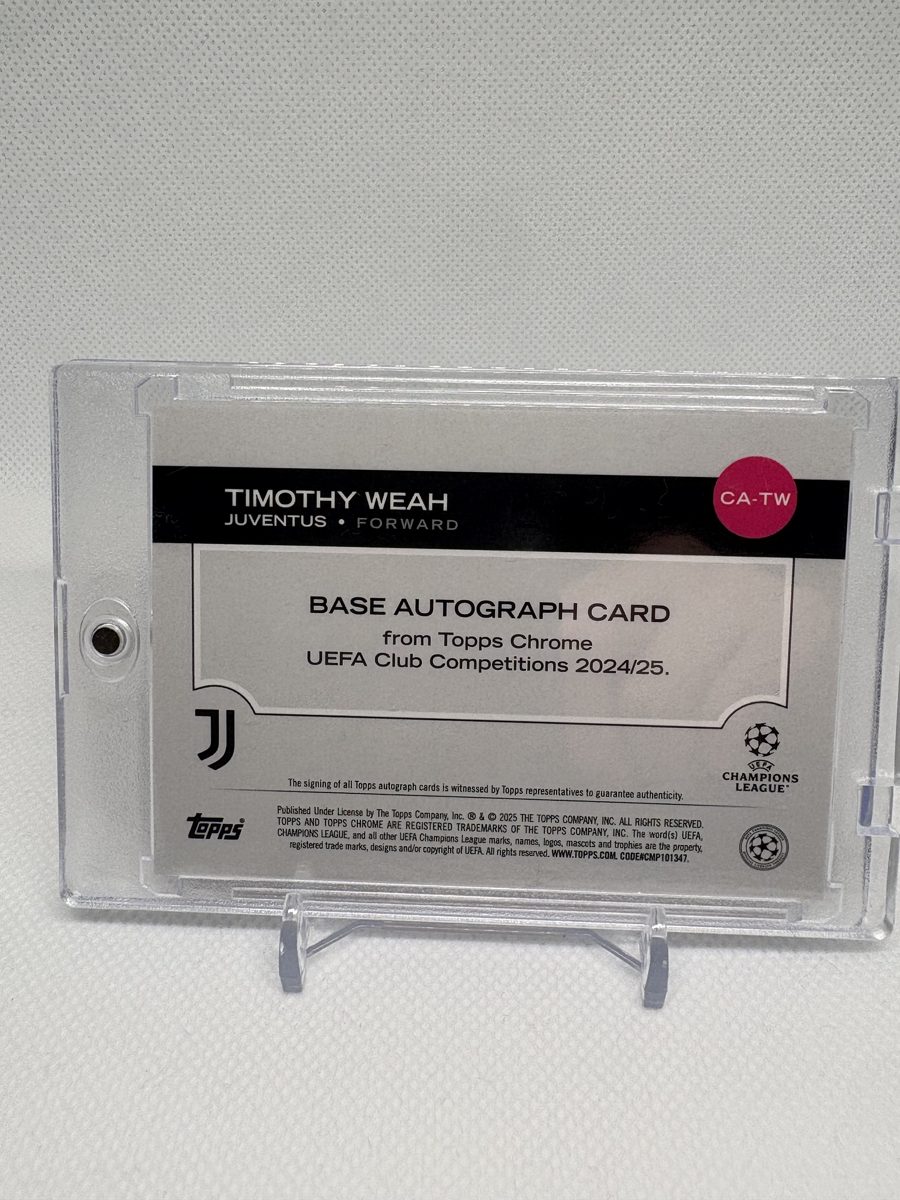 TIMOTHY WEAH
JUVENTUS • FORWARD
CA-TW
BASE AUTOGRAPH CARD
from Topps Chrome
UEFA Club Competitions 2024/25.
UEFA
CHAMPIONS
LEAGUE
The signing of all Topps autograph cards is witnessed by Topps representatives to guarantee authenticity.
topps®
Published Under License by The Topps Company, Inc. ® & © 2025 THE TOPPS COMPANY, INC. ALL RIGHTS RESERVED.
TOPPS AND TOPPS CHROME ARE REGISTERED TRADEMARKS OF THE TOPPS COMPANY, INC. The word(s) UEFA,
CHAMPIONS LEAGUE, and all other UEFA Champions League marks, names, logos, mascots and trophies are the property,
registered trade marks, designs and/or copyright of UEFA. All rights reserved. WWW.TOPPS.COM. CODE#CMP101347.